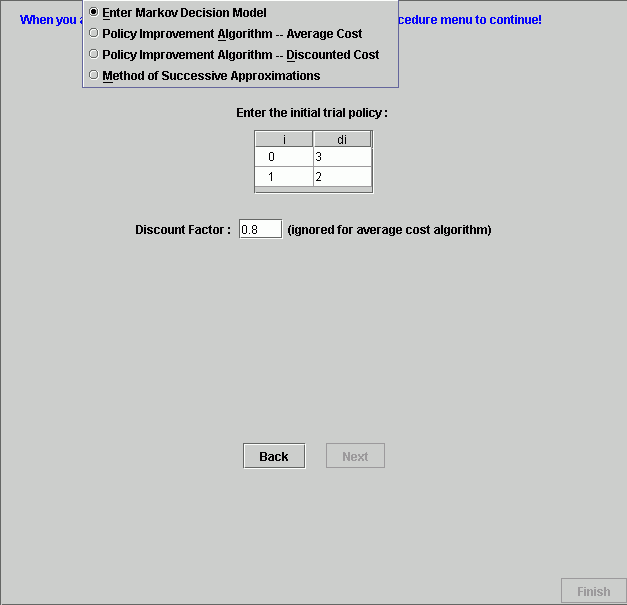 Enter Markov Decision Model
When you cedure menu to continue!
Policy Improvement Algorithm -- Average Cost
Policy Improvement Algorithm -- Discounted Cost
Method of Successive Approximations
Enter the initial trial policy :
i di
0 3
1 2
Discount Factor : 0.8 (ignored for average cost algorithm)
Back Next
Finish